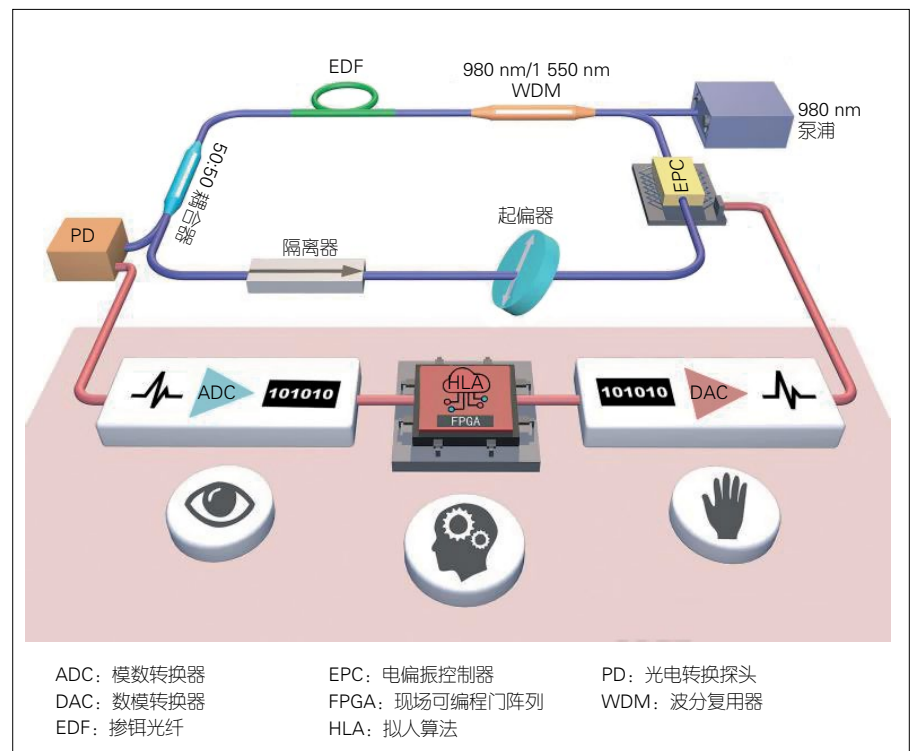 EDF
980 nm/1 550 nm
WDM
980 nm
泵浦
50:50 耦合器
EPC
起偏器
PD
隔离器
ADC
101010
HLA
FPGA
101010
DAC
ADC：模数转换器
EPC：电偏振控制器
PD：光电转换探头
DAC：数模转换器
FPGA：现场可编程门阵列
WDM：波分复用器
EDF：掺铒光纤
HLA：拟人算法